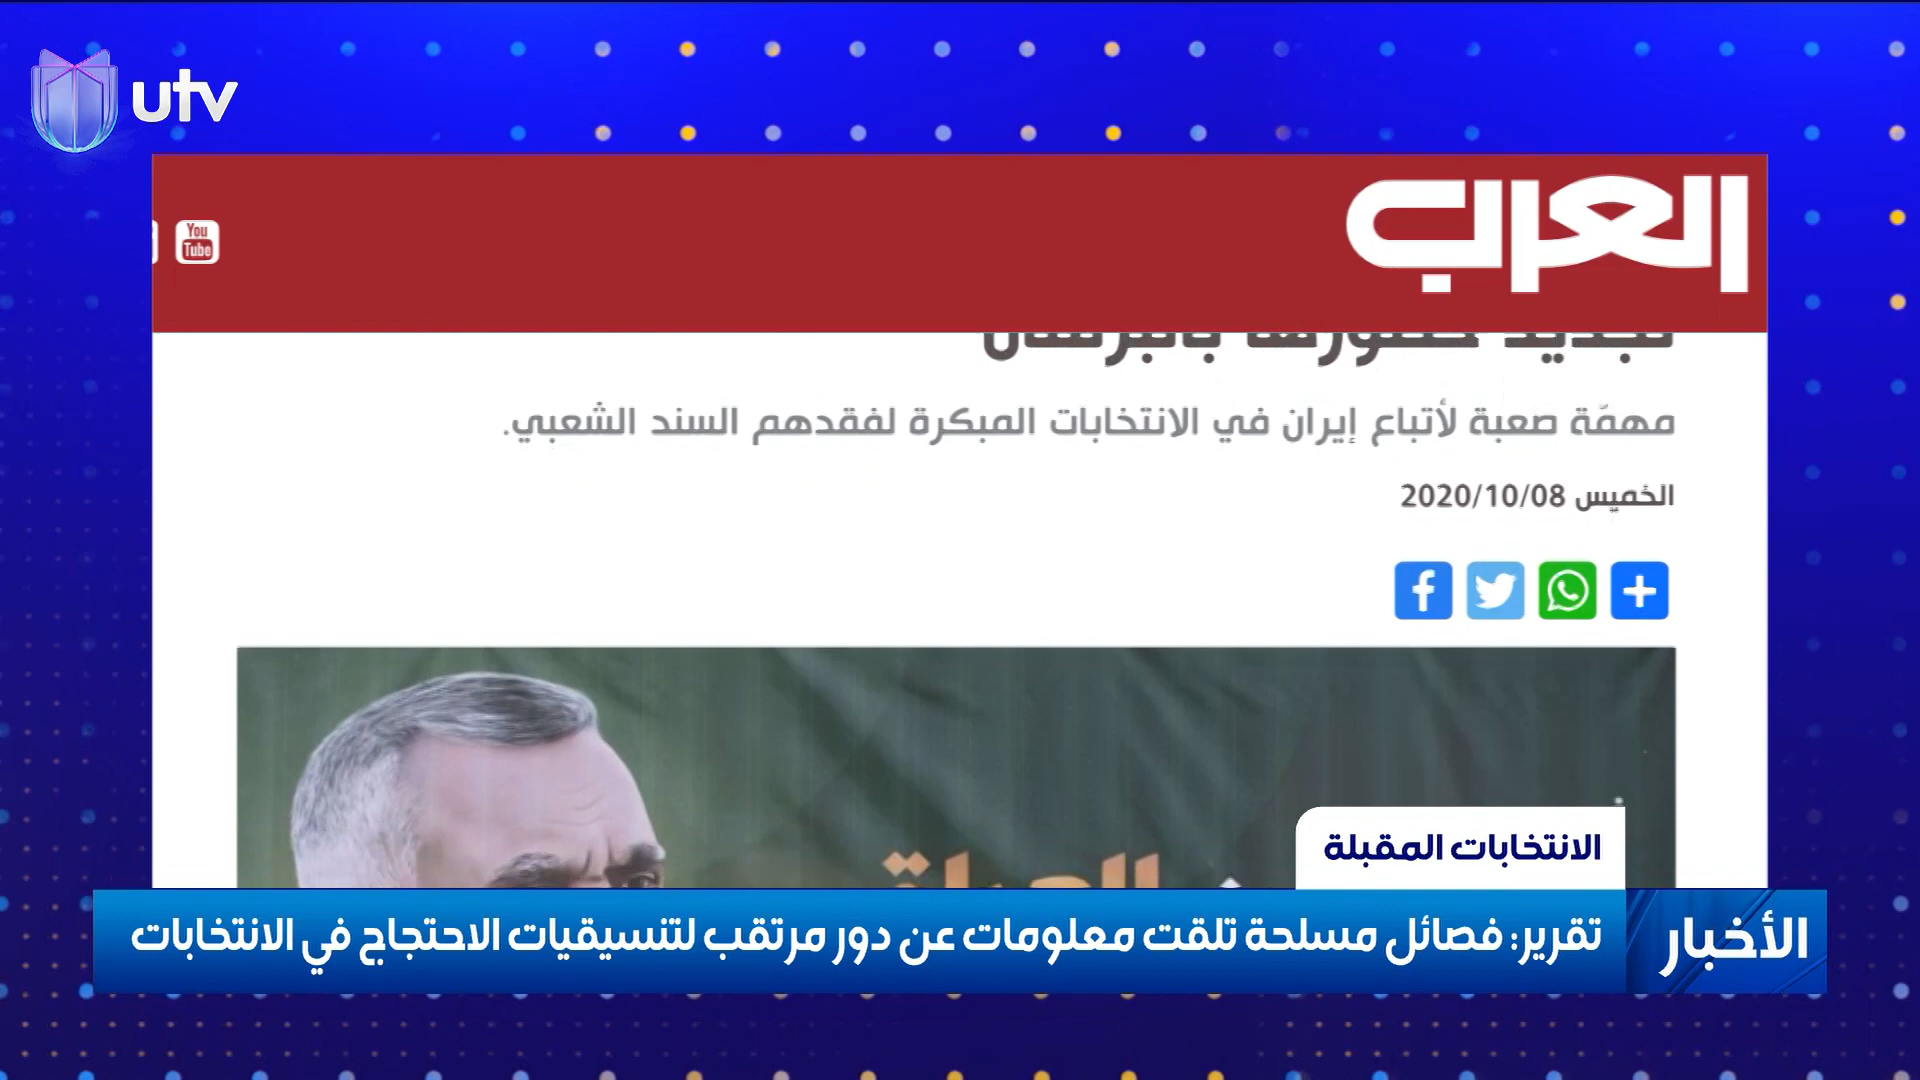 utv
العرب
You
Tube
مهمّة صعبة لأتباع إيران في الانتخابات المبكرة لفقدهم السند الشعبي.
الخميس 2020/10/08
الانتخابات المقبلة
الأخبار
تقرير: فصائل مسلحة تلقت معلومات عن دور مرتقب لتنسيقيات الاحتجاج في الانتخابات